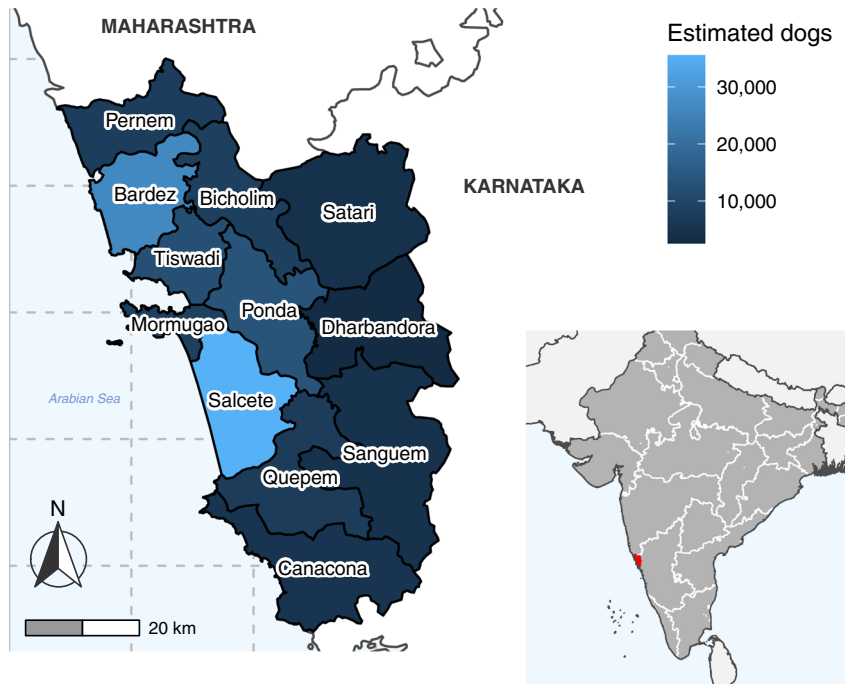 MAHARASHTRA
Estimated dogs
30,000
20,000
10,000
KARNATAKA
Pernem
Bardez
Bicholim
Satari
Tiswadi
Ponda
Mormugao
Dharbandora
Arabian Sea
Salcete
Sanguem
Quepem
N
Canacona
20 km